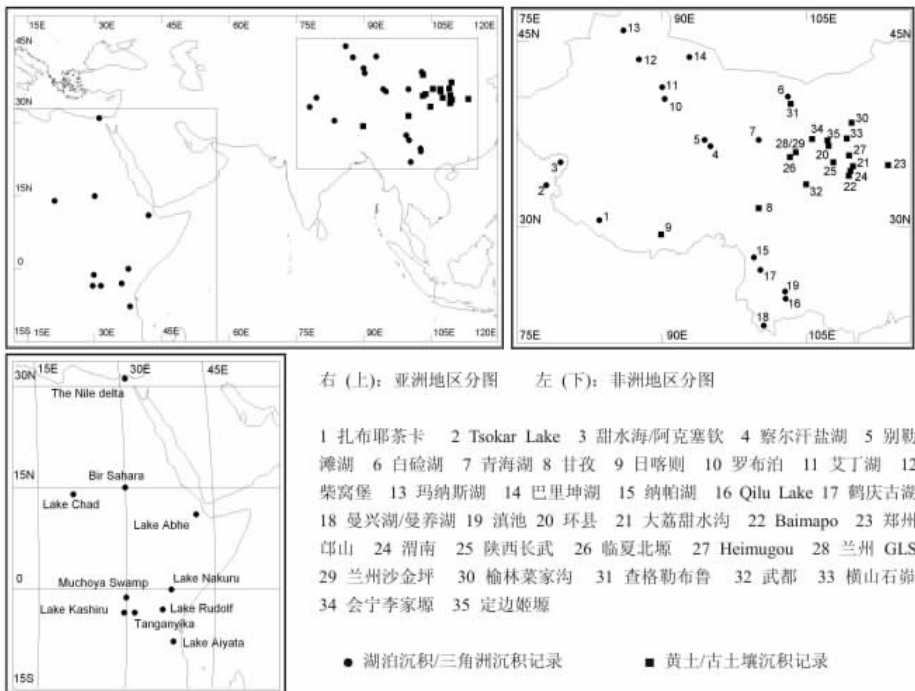 15E 30E 45E 60E 75E 90E 105E 120E
45N
30N
15N
0
15S 15E 30E 45E 60E 75E 90E 105E 120E
75E 90E 105E
45N 45N
13
12
14
11
10
6
31
30
5
4
7
34 35 33
28/29
20
27
26
25
21
23
24
22
32
3
2
1
8
30N 30N
9
15
17
19
16
18
75E 90E 105E
15E 30E 45E
30N
The Nile delta
15N
Bir Sahara
Lake Chad
Lake Abhe
0
Muchoya Swamp
Lake Nakuru
Lake Kashiru
Lake Rudolf
Tanganyika
Lake Aiyata
15S
右 (上)：亚洲地区分图 左 (下)：非洲地区分图
1 扎布耶茶卡 2 Tsokar Lake 3 甜水海/阿克塞钦 4 察尔汗盐湖 5 别勒
滩湖 6 白碱湖 7 青海湖 8 甘孜 9 日喀则 10 罗布泊 11 艾丁湖 12
柴窝堡 13 玛纳斯湖 14 巴里坤湖 15 纳帕湖 16 Qilu Lake 17 鹤庆古湖
18 曼兴湖/曼养湖 19 滇池 20 环县 21 大荔甜水沟 22 Baimapo 23 郑州
邙山 24 渭南 25 陕西长武 26 临夏北塬 27 Heimugou 28 兰州 GLS
29 兰州沙金坪 30 榆林菜家沟 31 查格勒布鲁 32 武都 33 横山石峁
34 会宁李家塬 35 定边姬塬
湖泊沉积/三角洲沉积记录 黄土/古土壤沉积记录